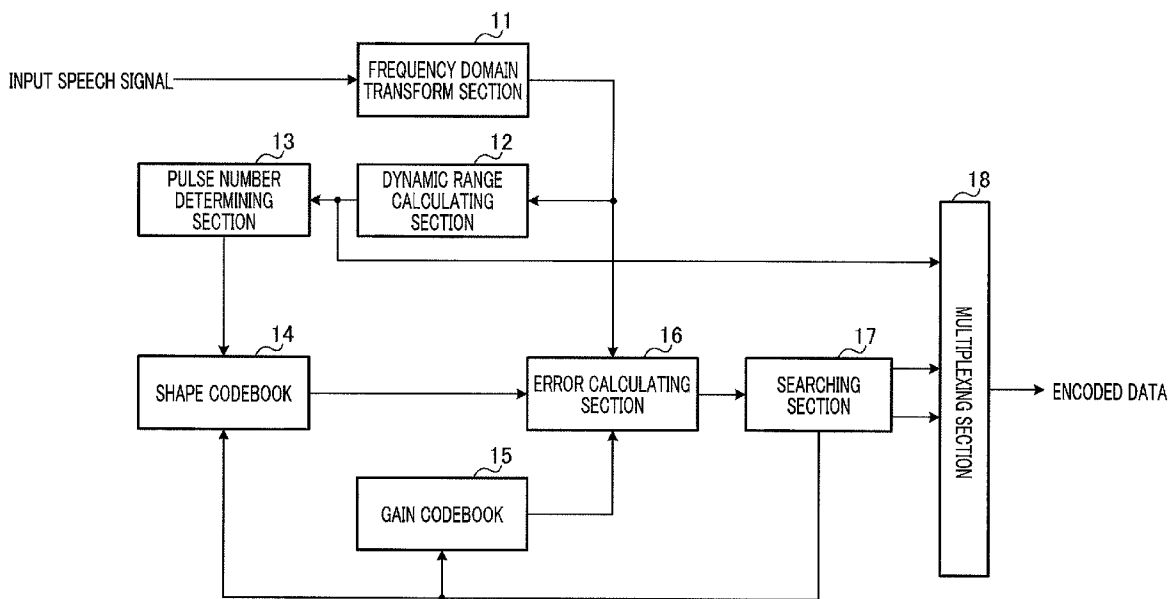 11
INPUT SPEECH SIGNAL
FREQUENCY DOMAIN
TRANSFORM SECTION
13
PULSE NUMBER
DETERMINING
SECTION
12
DYNAMIC RANGE
CALCULATING
SECTION
18
MULTIPLEXING SECTION
14
SHAPE CODEBOOK
16
ERROR CALCULATING
SECTION
17
SEARCHING
SECTION
ENCODED DATA
15
GAIN CODEBOOK